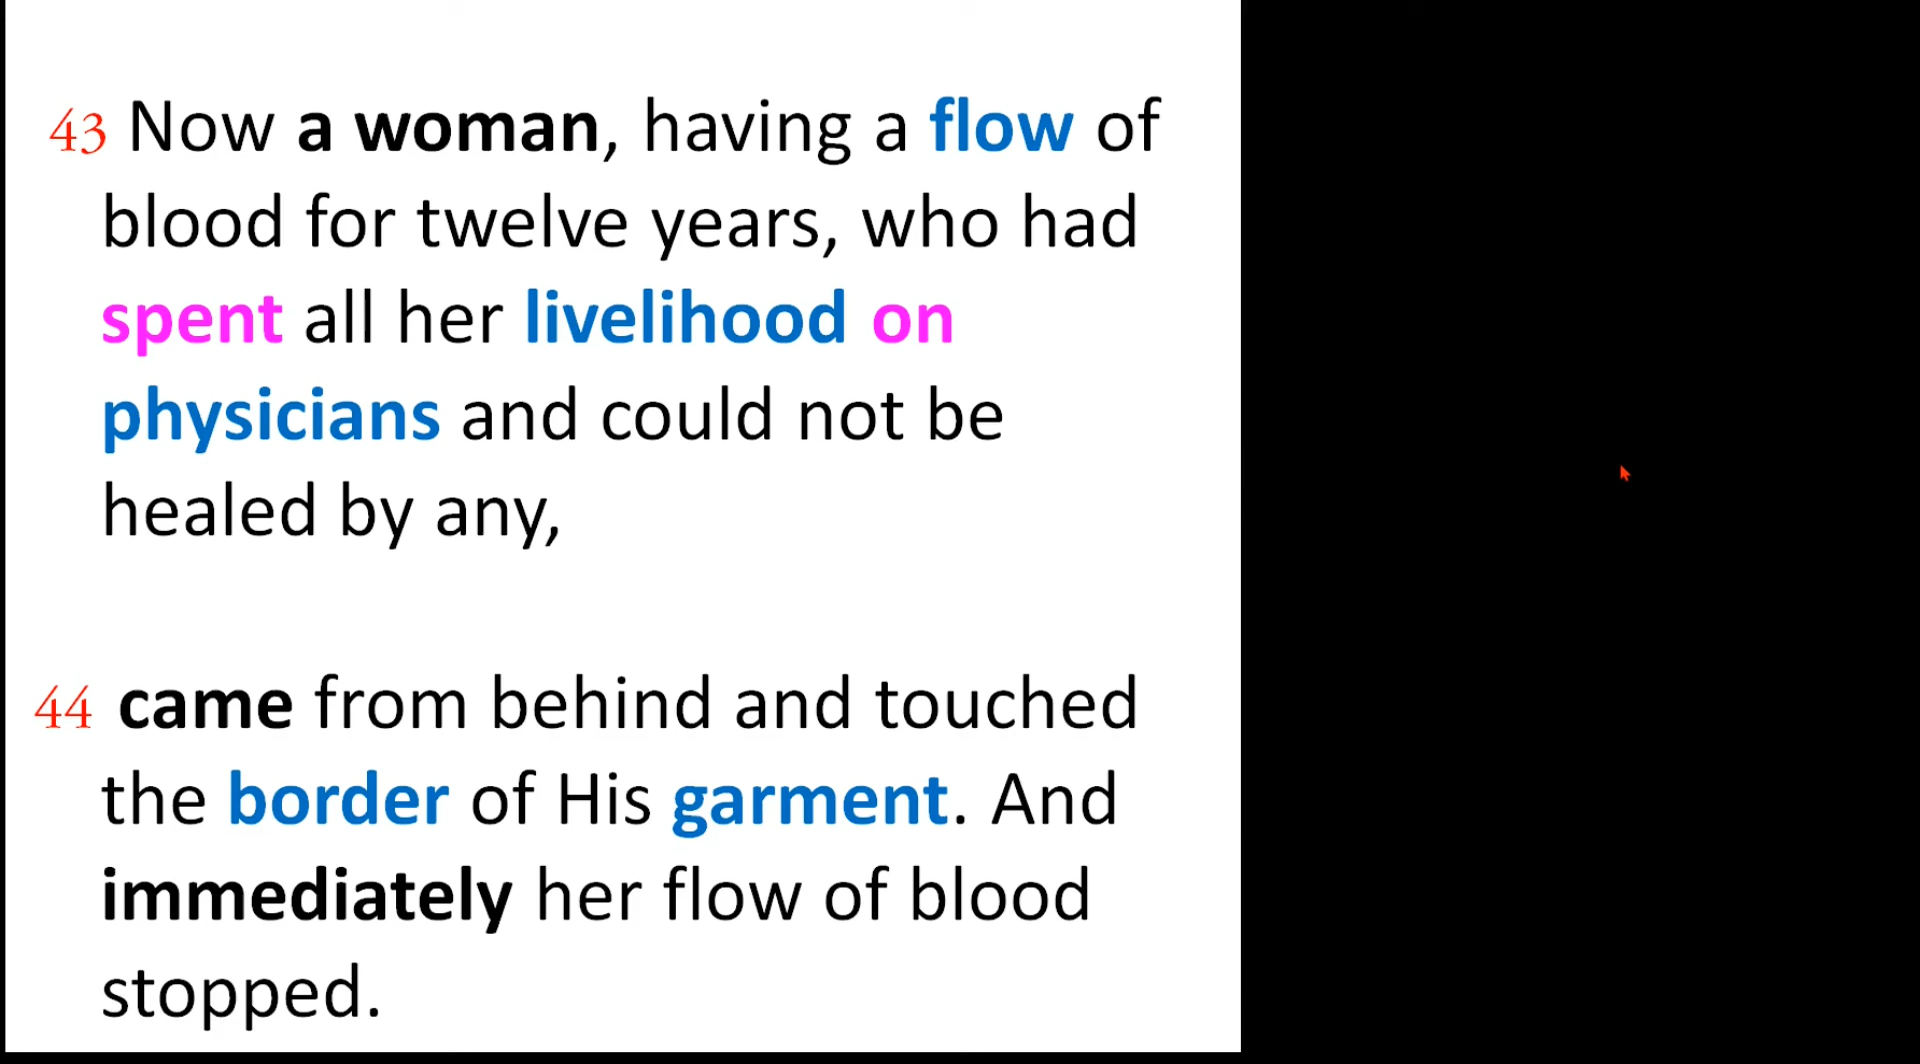 43 Now a woman, having a flow of
blood for twelve years, who had
spent all her livelihood on
physicians and could not be
healed by any,
44 came from behind and touched
the border of His garment. And
immediately her flow of blood
stopped.